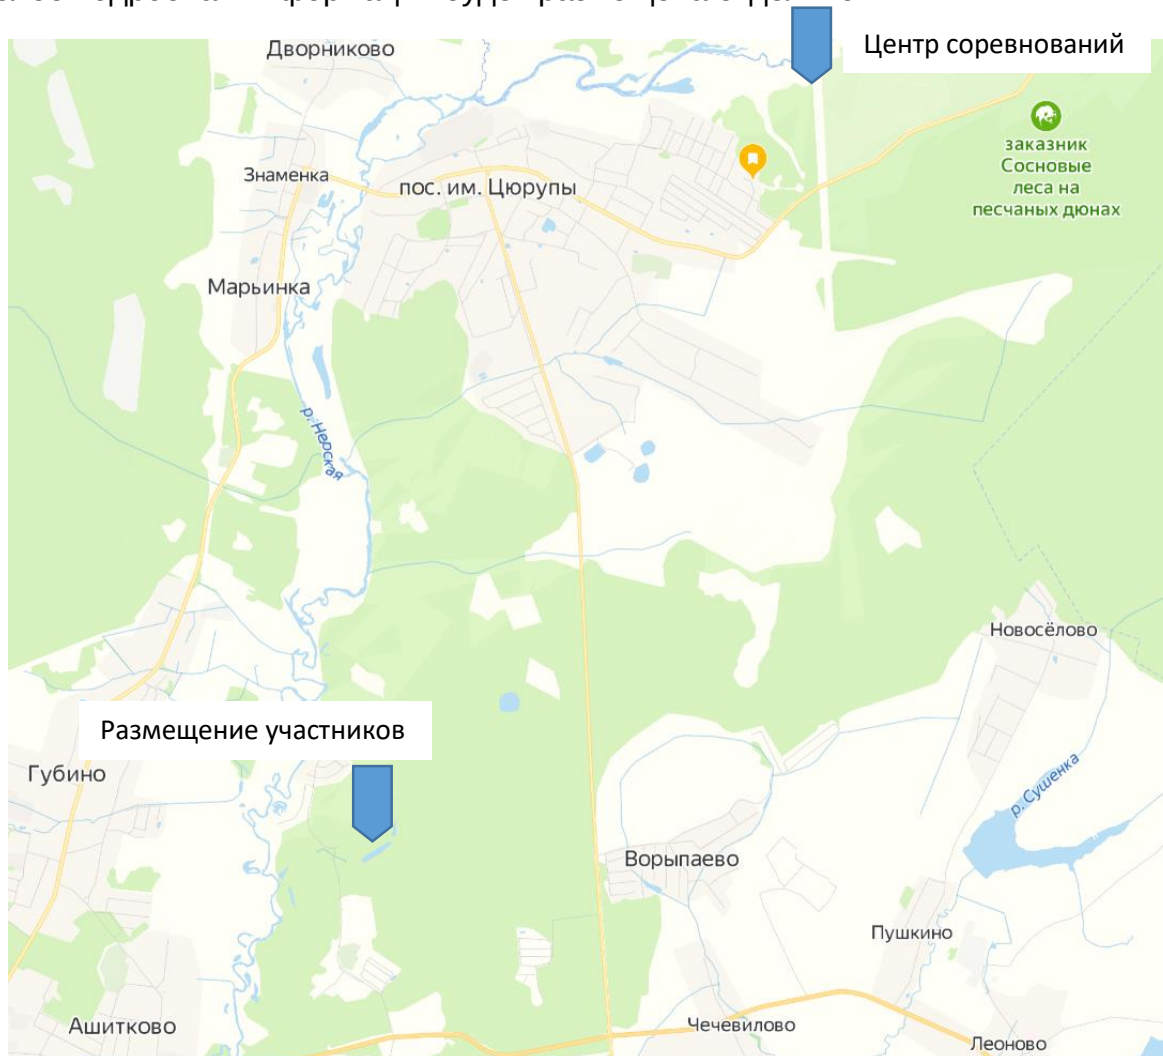 Центр соревнований
Дворниково
заказник
Сосновые
леса на
песчаных дюнах
Знаменка
пос. им. Цюрупы
Марьинка
р. Нерская
Новосёлово
Размещение участников
Губино
р. Сушенка
Ворыпаево
Пушкино
Ашитково
Чечевилово
Леоново